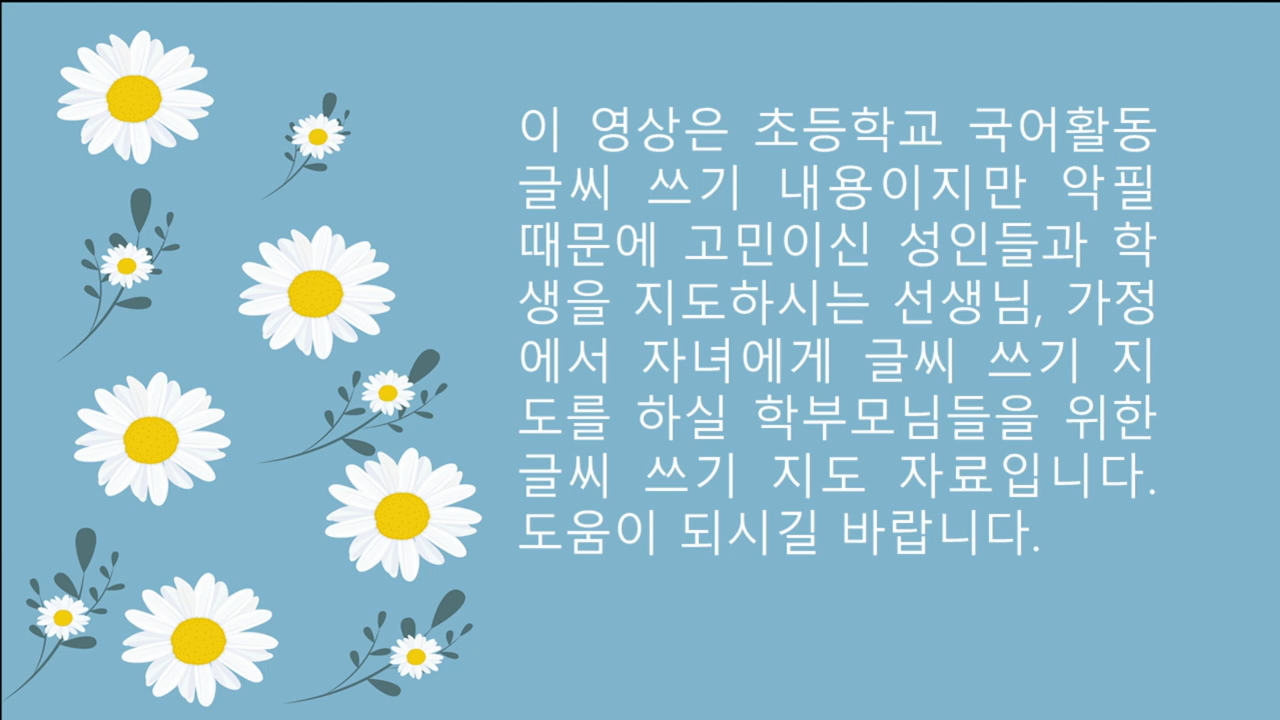 이 영상은 초등학교 국어활동
글씨 쓰기 내용이지만 악필
때문에 고민이신 성인들과 학
생을 지도하시는 선생님, 가정
에서 자녀에게 글씨 쓰기 지
도를 하실 학부모님들을 위한
글씨 쓰기 지도 자료입니다.
도움이 되시길 바랍니다.